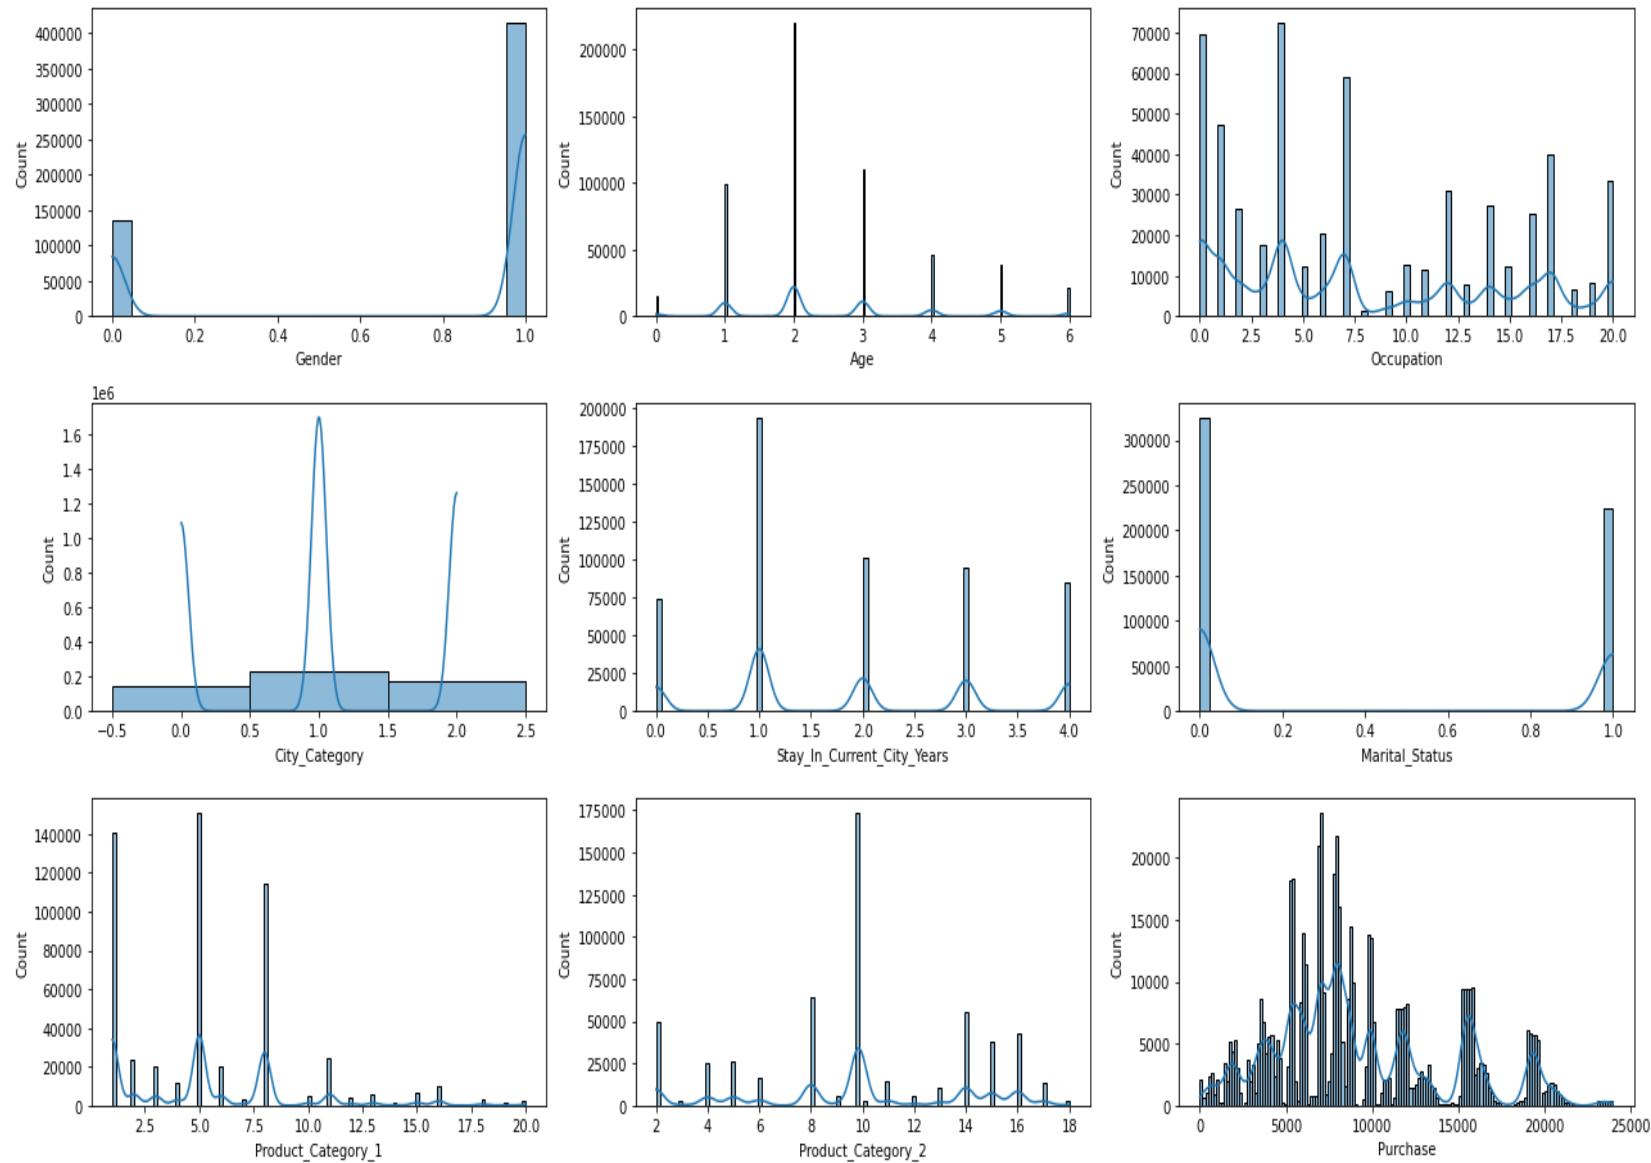 400000
350000
300000
250000
200000
150000
100000
50000
0
Count
0.0 0.2 0.4 0.6 0.8 1.0
Gender
200000
150000
100000
50000
0
Count
0 1 2 3 4 5 6
Age
70000
60000
50000
40000
30000
20000
10000
0
Count
0.0 2.5 5.0 7.5 10.0 12.5 15.0 17.5 20.0
Occupation
1e6
1.6
1.4
1.2
1.0
0.8
0.6
0.4
0.2
0.0
Count
−0.5 0.0 0.5 1.0 1.5 2.0 2.5
City_Category
200000
175000
150000
125000
100000
75000
50000
25000
0
Count
0.0 0.5 1.0 1.5 2.0 2.5 3.0 3.5 4.0
Stay_In_Current_City_Years
300000
250000
200000
150000
100000
50000
0
Count
0.0 0.2 0.4 0.6 0.8 1.0
Marital_Status
140000
120000
100000
80000
60000
40000
20000
0
Count
2.5 5.0 7.5 10.0 12.5 15.0 17.5 20.0
Product_Category_1
175000
150000
125000
100000
75000
50000
25000
0
Count
2 4 6 8 10 12 14 16 18
Product_Category_2
20000
15000
10000
5000
0
Count
0 5000 10000 15000 20000 25000
Purchase